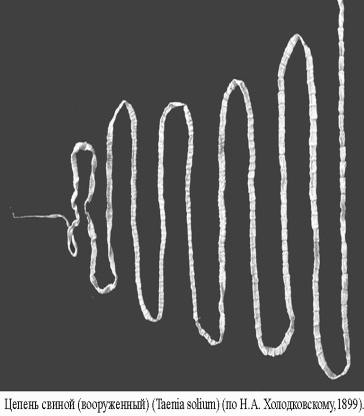 Цепень свиной (вооруженный) (Taenia solium) (по Н.А. Холодковскому,1899).